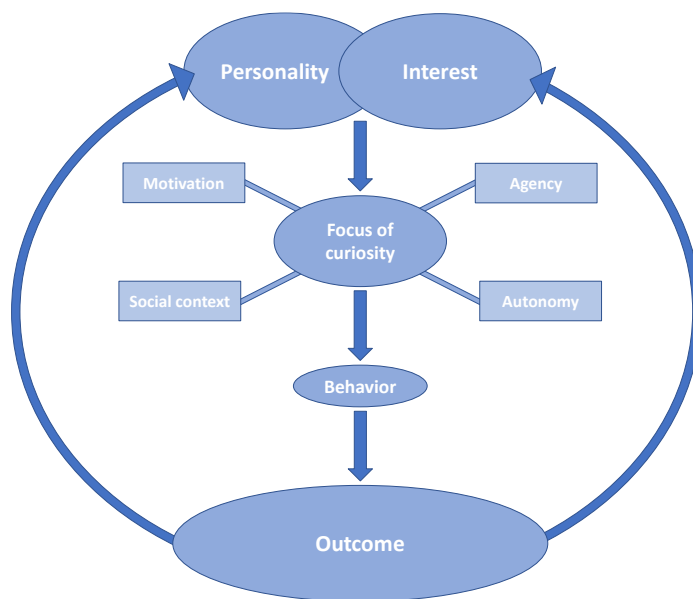 Personality
Interest
Motivation
Agency
Focus of
curiosity
Social context
Autonomy
Behavior
Outcome